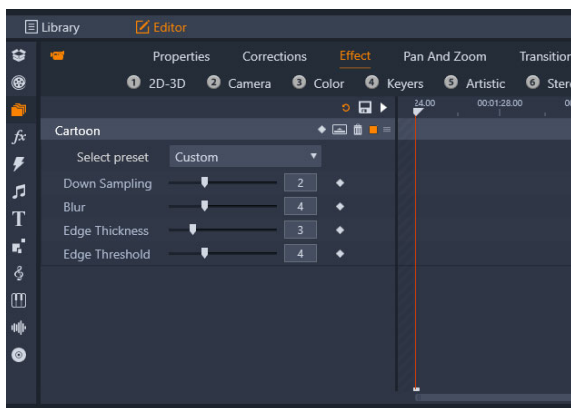 Library Editor
Properties Corrections Effect Pan And Zoom Transition
1 2D-3D 2 Camera 3 Color 4 Keyers 5 Artistic 6 Ster
24.00 00:01:28.00
Cartoon
Select preset Custom
Down Sampling 2
Blur 4
Edge Thickness 3
fx
T
Edge Threshold 4